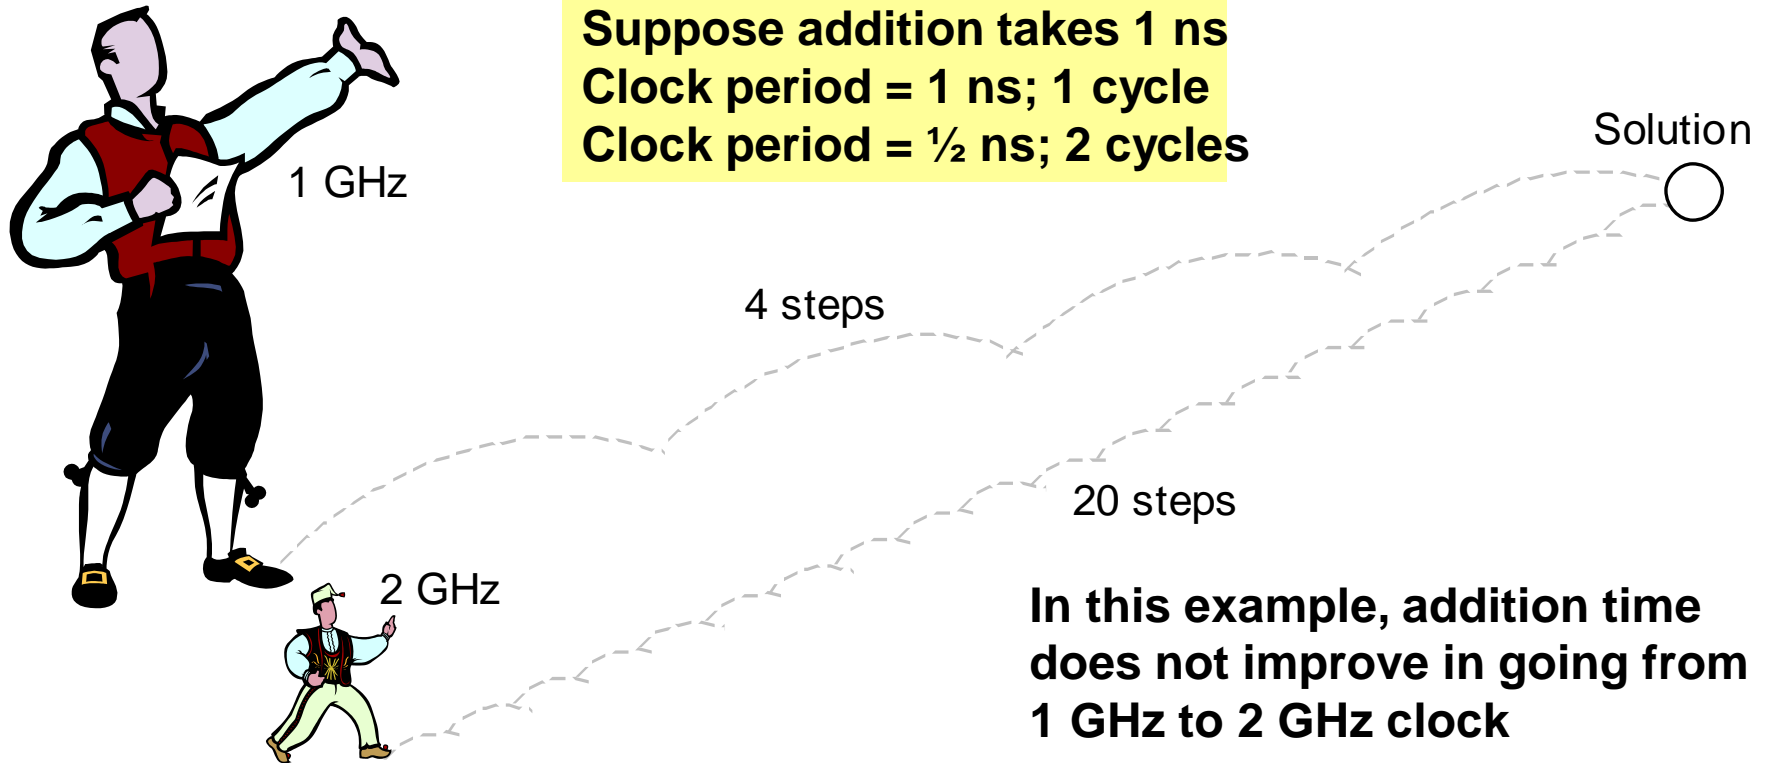 Suppose addition takes 1 ns
Clock period = 1 ns; 1 cycle
Clock period = ½ ns; 2 cycles
Solution
1 GHz
4 steps
20 steps
2 GHz
In this example, addition time
does not improve in going from
1 GHz to 2 GHz clock